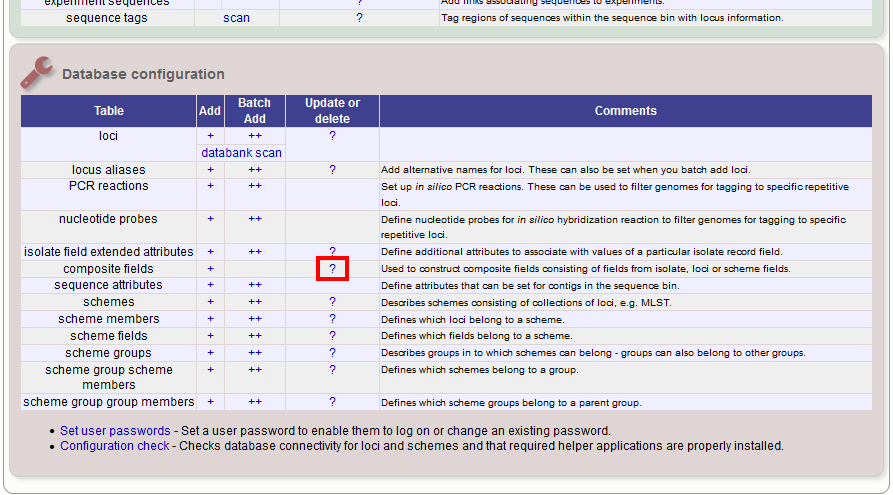 experiment sequences ? Add links associating sequences to experiments.
sequence tags scan ? Tag regions of sequences within the sequence bin with locus information.
Database configuration
Table Add Batch Add Update or delete Comments
loci + ++ ?
databank scan
locus aliases + ++ ? Add alternative names for loci. These can also be set when you batch add loci.
PCR reactions + ++ Set up in silico PCR reactions. These can be used to filter genomes for tagging to specific repetitive
loci.
nucleotide probes + ++ Define nucleotide probes for in silico hybridization reaction to filter genomes for tagging to specific
repetitive loci.
isolate field extended attributes + ++ ? Define additional attributes to associate with values of a particular isolate record field.
composite fields + ? Used to construct composite fields consisting of fields from isolate, loci or scheme fields.
sequence attributes + ++ Define attributes that can be set for contigs in the sequence bin.
schemes + ++ ? Describes schemes consisting of collections of loci, e.g. MLST.
scheme members + ++ ? Defines which loci belong to a scheme.
scheme fields + ++ ? Defines which fields belong to a scheme.
scheme groups + ++ ? Describes groups in to which schemes can belong - groups can also belong to other groups.
scheme group scheme + ++ ? Defines which schemes belong to a group.
members
scheme group group members + ++ ? Defines which scheme groups belong to a parent group.
• Set user passwords - Set a user password to enable them to log on or change an existing password.
• Configuration check - Checks database connectivity for loci and schemes and that required helper applications are properly installed.